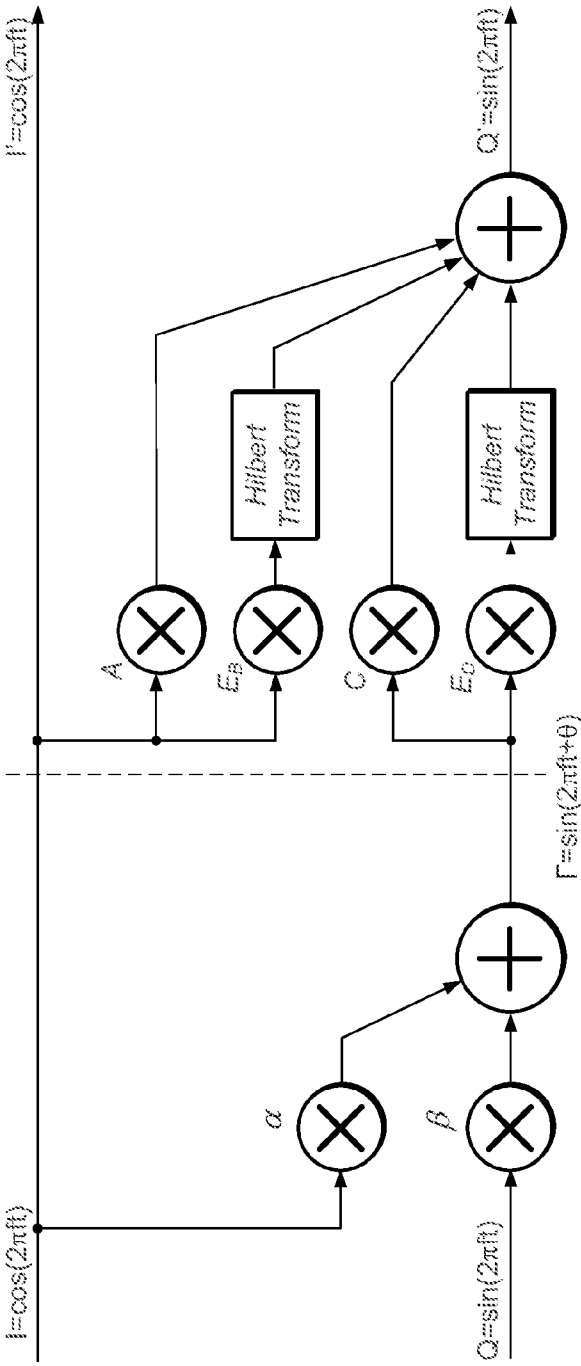 I=cos(2πft)
I'=cos(2πft)
α
β
Q=sin(2πft)
Γ=sin(2πft+θ)
A
E_B
C
E_D
Hilbert
Transform
Hilbert
Transform
Q'=sin(2πft)